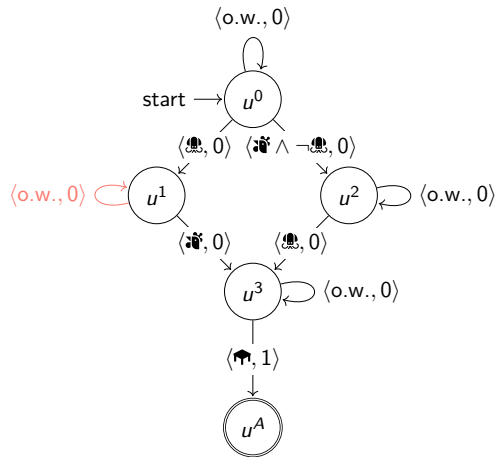 ⟨o.w., 0⟩
start
u⁰
⟨🐙, 0⟩ ⟨ ∧ ¬🐙, 0⟩
⟨o.w., 0⟩
u¹
u²
⟨o.w., 0⟩
⟨ , 0⟩
⟨🐙, 0⟩
u³
⟨o.w., 0⟩
⟨ , 1⟩
uᴬ